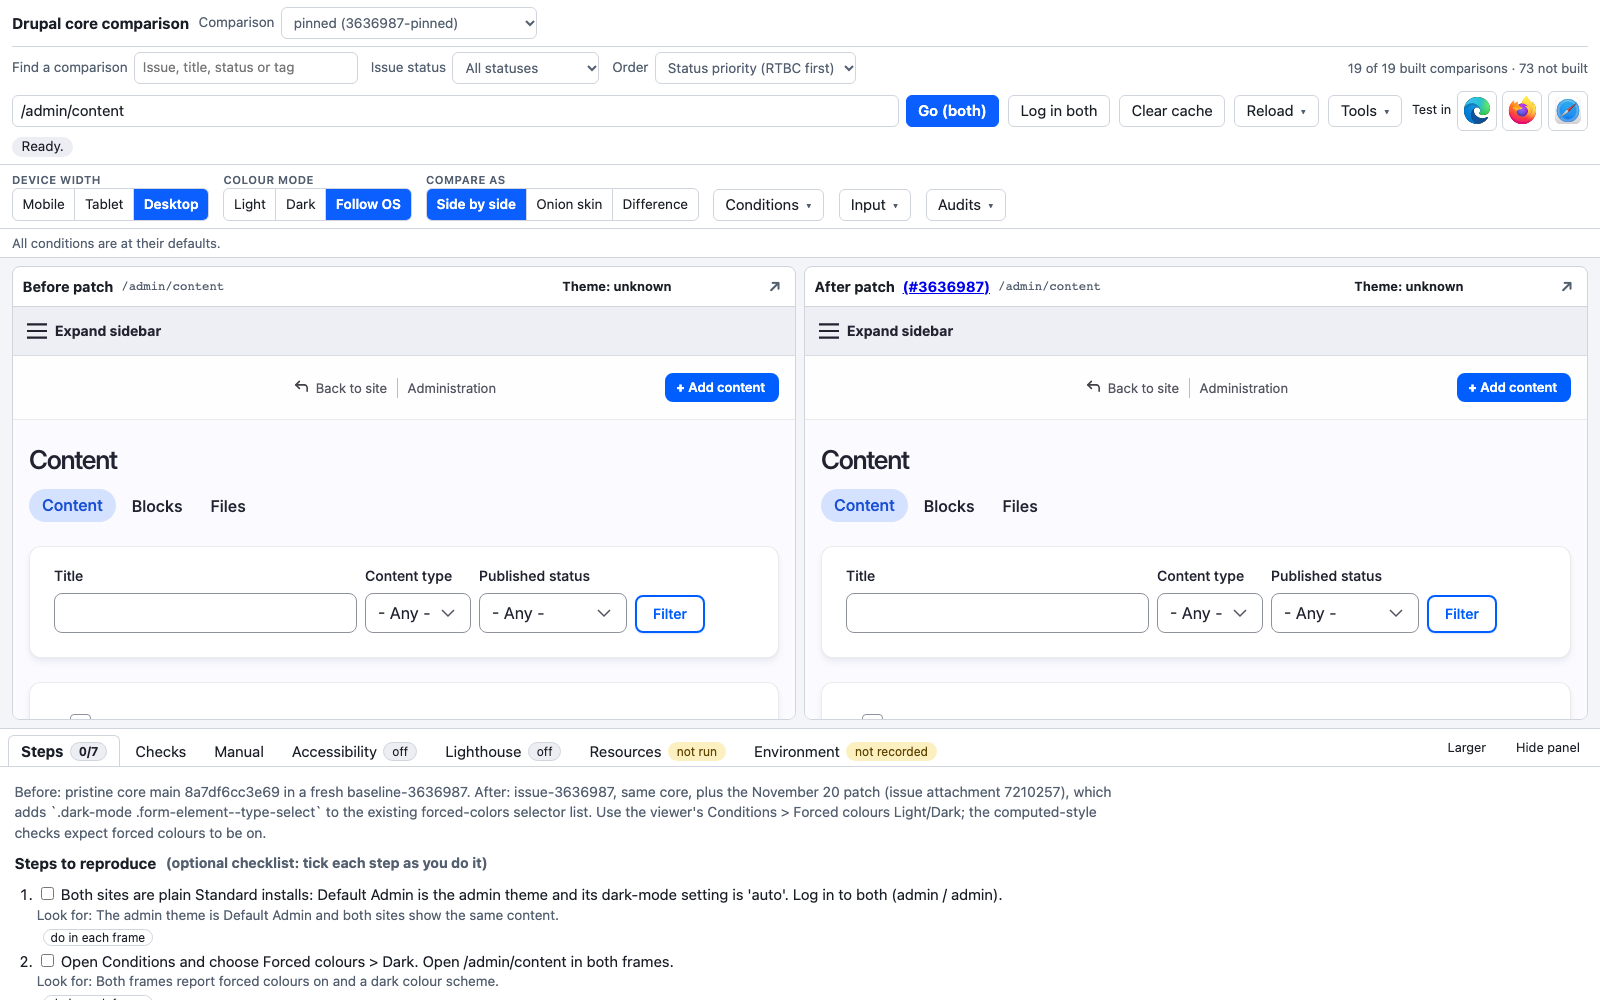 Drupal core comparison Comparison pinned (3636987-pinned)
Find a comparison Issue, title, status or tag Issue status All statuses Order Status priority (RTBC first) 19 of 19 built comparisons · 73 not built
/admin/content Go (both) Log in both Clear cache Reload Tools Test in
Ready.
DEVICE WIDTH COLOUR MODE COMPARE AS
Mobile Tablet Desktop Light Dark Follow OS Side by side Onion skin Difference Conditions Input Audits
All conditions are at their defaults.
Before patch /admin/content Theme: unknown
Expand sidebar
Back to site Administration + Add content
Content
Content Blocks Files
Title Content type Published status
- Any - - Any - Filter
After patch (#3636987) /admin/content Theme: unknown
Expand sidebar
Back to site Administration + Add content
Content
Content Blocks Files
Title Content type Published status
- Any - - Any - Filter
Steps 0/7 Checks Manual Accessibility off Lighthouse off Resources not run Environment not recorded Larger Hide panel
Before: pristine core main 8a7df6cc3e69 in a fresh baseline-3636987. After: issue-3636987, same core, plus the November 20 patch (issue attachment 7210257), which
adds `.dark-mode .form-element--type-select` to the existing forced-colors selector list. Use the viewer's Conditions > Forced colours Light/Dark; the computed-style
checks expect forced colours to be on.
Steps to reproduce (optional checklist: tick each step as you do it)
1. Both sites are plain Standard installs: Default Admin is the admin theme and its dark-mode setting is 'auto'. Log in to both (admin / admin).
Look for: The admin theme is Default Admin and both sites show the same content.
do in each frame
2. Open Conditions and choose Forced colours > Dark. Open /admin/content in both frames.
Look for: Both frames report forced colours on and a dark colour scheme.